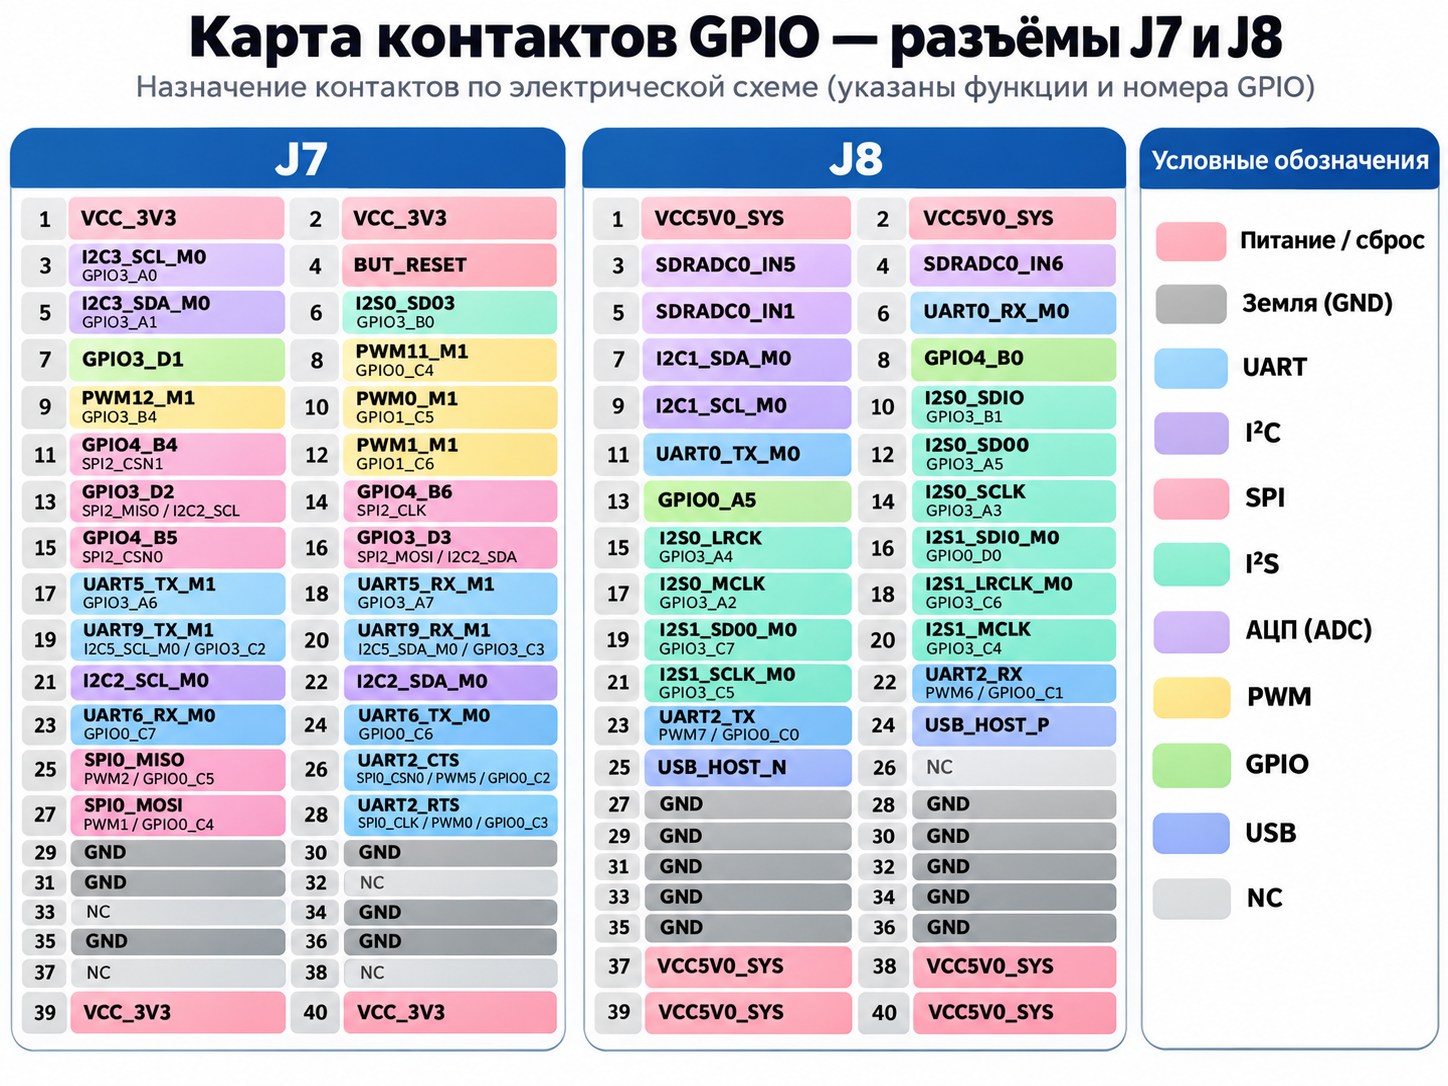 Карта контактов GPIO — разъёмы J7 и J8
Назначение контактов по электрической схеме (указаны функции и номера GPIO)
J7
1 VCC_3V3 2 VCC_3V3
3 I2C3_SCL_M0 GPIO3_A0 4 BUT_RESET
5 I2C3_SDA_M0 GPIO3_A1 6 I2S0_SD03 GPIO3_B0
7 GPIO3_D1 8 PWM11_M1 GPIO0_C4
9 PWM12_M1 GPIO3_B4 10 PWM0_M1 GPIO1_C5
11 GPIO4_B4 SPI2_CSN1 12 PWM1_M1 GPIO1_C6
13 GPIO3_D2 SPI2_MISO / I2C2_SCL 14 GPIO4_B6 SPI2_CLK
15 GPIO4_B5 SPI2_CSN0 16 GPIO3_D3 SPI2_MOSI / I2C2_SDA
17 UART5_TX_M1 GPIO3_A6 18 UART5_RX_M1 GPIO3_A7
19 UART9_TX_M1 I2C5_SCL_M0 / GPIO3_C2 20 UART9_RX_M1 I2C5_SDA_M0 / GPIO3_C3
21 I2C2_SCL_M0 22 I2C2_SDA_M0
23 UART6_RX_M0 GPIO0_C7 24 UART6_TX_M0 GPIO0_C6
25 SPI0_MISO PWM2 / GPIO0_C5 26 UART2_CTS SPI0_CSN0 / PWM5 / GPIO0_C2
27 SPI0_MOSI PWM1 / GPIO0_C4 28 UART2_RTS SPI0_CLK / PWM0 / GPIO0_C3
29 GND 30 GND
31 GND 32 NC
33 NC 34 GND
35 GND 36 GND
37 NC 38 NC
39 VCC_3V3 40 VCC_3V3
J8
1 VCC5V0_SYS 2 VCC5V0_SYS
3 SDRADC0_IN5 4 SDRADC0_IN6
5 SDRADC0_IN1 6 UART0_RX_M0
7 I2C1_SDA_M0 8 GPIO4_B0
9 I2C1_SCL_M0 10 I2S0_SDIO GPIO3_B1
11 UART0_TX_M0 12 I2S0_SD00 GPIO3_A5
13 GPIO0_A5 14 I2S0_SCLK GPIO3_A3
15 I2S0_LRCK GPIO3_A4 16 I2S1_SDI0_M0 GPIO0_D0
17 I2S0_MCLK GPIO3_A2 18 I2S1_LRCLK_M0 GPIO3_C6
19 I2S1_SD00_M0 GPIO3_C7 20 I2S1_MCLK GPIO3_C4
21 I2S1_SCLK_M0 GPIO3_C5 22 UART2_RX PWM6 / GPIO0_C1
23 UART2_TX PWM7 / GPIO0_C0 24 USB_HOST_P
25 USB_HOST_N 26 NC
27 GND 28 GND
29 GND 30 GND
31 GND 32 GND
33 GND 34 GND
35 GND 36 GND
37 VCC5V0_SYS 38 VCC5V0_SYS
39 VCC5V0_SYS 40 VCC5V0_SYS
Условные обозначения
Питание / сброс
Земля (GND)
UART
I²C
SPI
I²S
АЦП (ADC)
PWM
GPIO
USB
NC